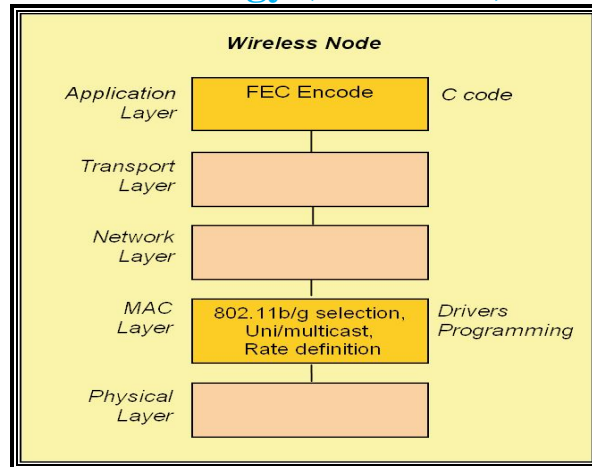 Wireless Node
Application Layer
FEC Encode
C code
Transport Layer
Network Layer
MAC Layer
802.11b/g selection,
Uni/multicast,
Rate definition
Drivers Programming
Physical Layer